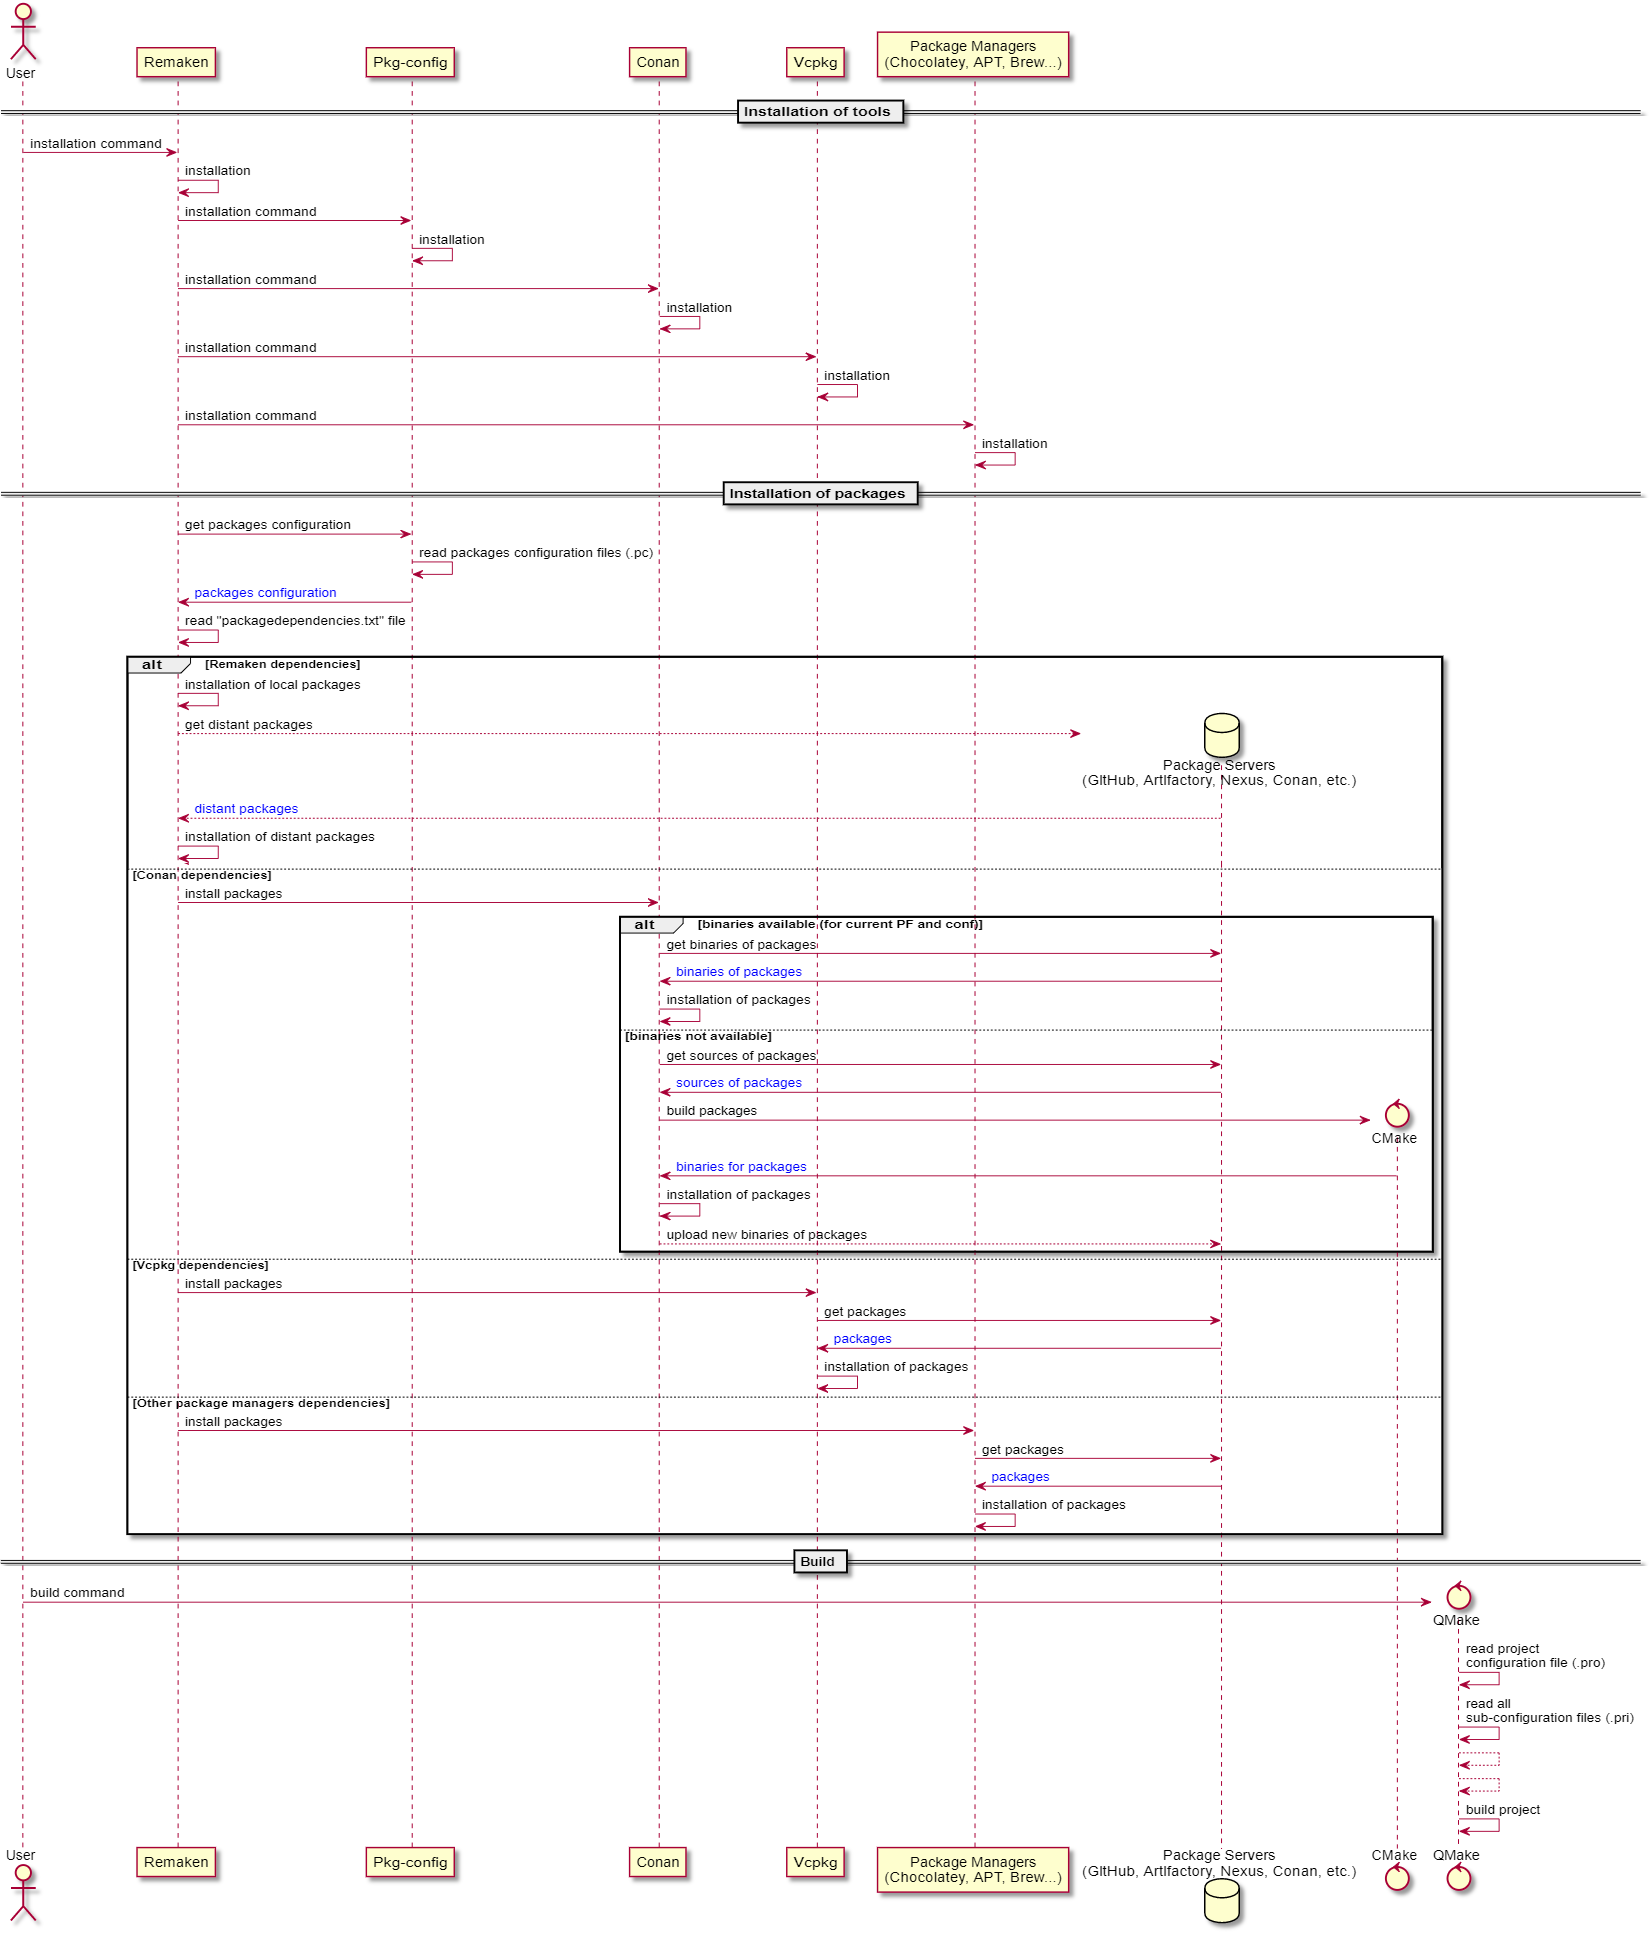 User
Remaken
Pkg-config
Conan
Vcpkg
Package Managers
(Chocolatey, APT, Brew...)
Installation of tools
installation command
installation
installation command
installation
installation command
installation
installation command
installation
installation command
installation
Installation of packages
get packages configuration
read packages configuration files (.pc)
packages configuration
read "packagedependencies.txt" file
alt
[Remaken dependencies]
installation of local packages
get distant packages
Package Servers
(GItHub, ArtIfactory, Nexus, Conan, etc.)
distant packages
installation of distant packages
[Conan dependencies]
install packages
alt
[binaries available (for current PF and conf)]
get binaries of packages
binaries of packages
installation of packages
[binaries not available]
get sources of packages
sources of packages
build packages
CMake
binaries for packages
installation of packages
upload new binaries of packages
[Vcpkg dependencies]
install packages
get packages
packages
installation of packages
[Other package managers dependencies]
install packages
get packages
packages
installation of packages
Build
build command
QMake
read project
configuration file (.pro)
read all
sub-configuration files (.pri)
build project
User
Remaken
Pkg-config
Conan
Vcpkg
Package Managers
(Chocolatey, APT, Brew...)
Package Servers
(GItHub, ArtIfactory, Nexus, Conan, etc.)
CMake
QMake